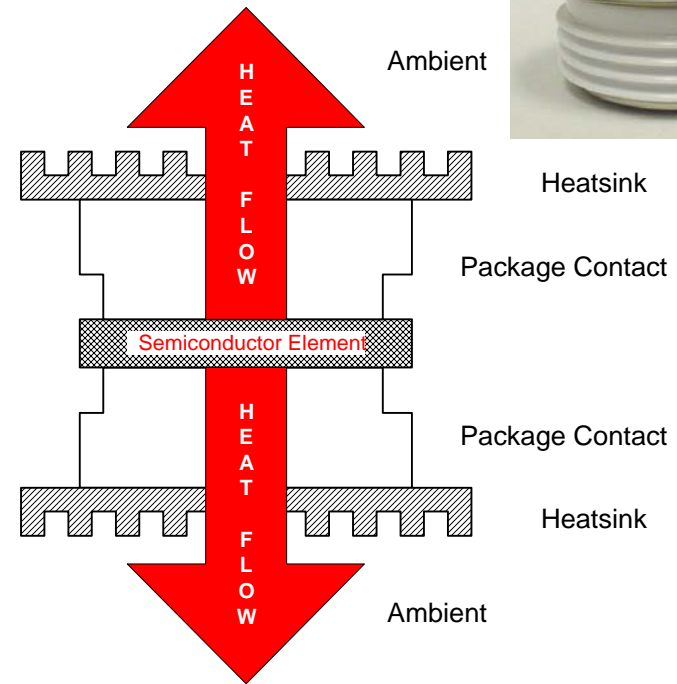 Ambient
HEAT FLOW
Heatsink
Package Contact
Semiconductor Element
HEAT FLOW
Package Contact
Heatsink
Ambient